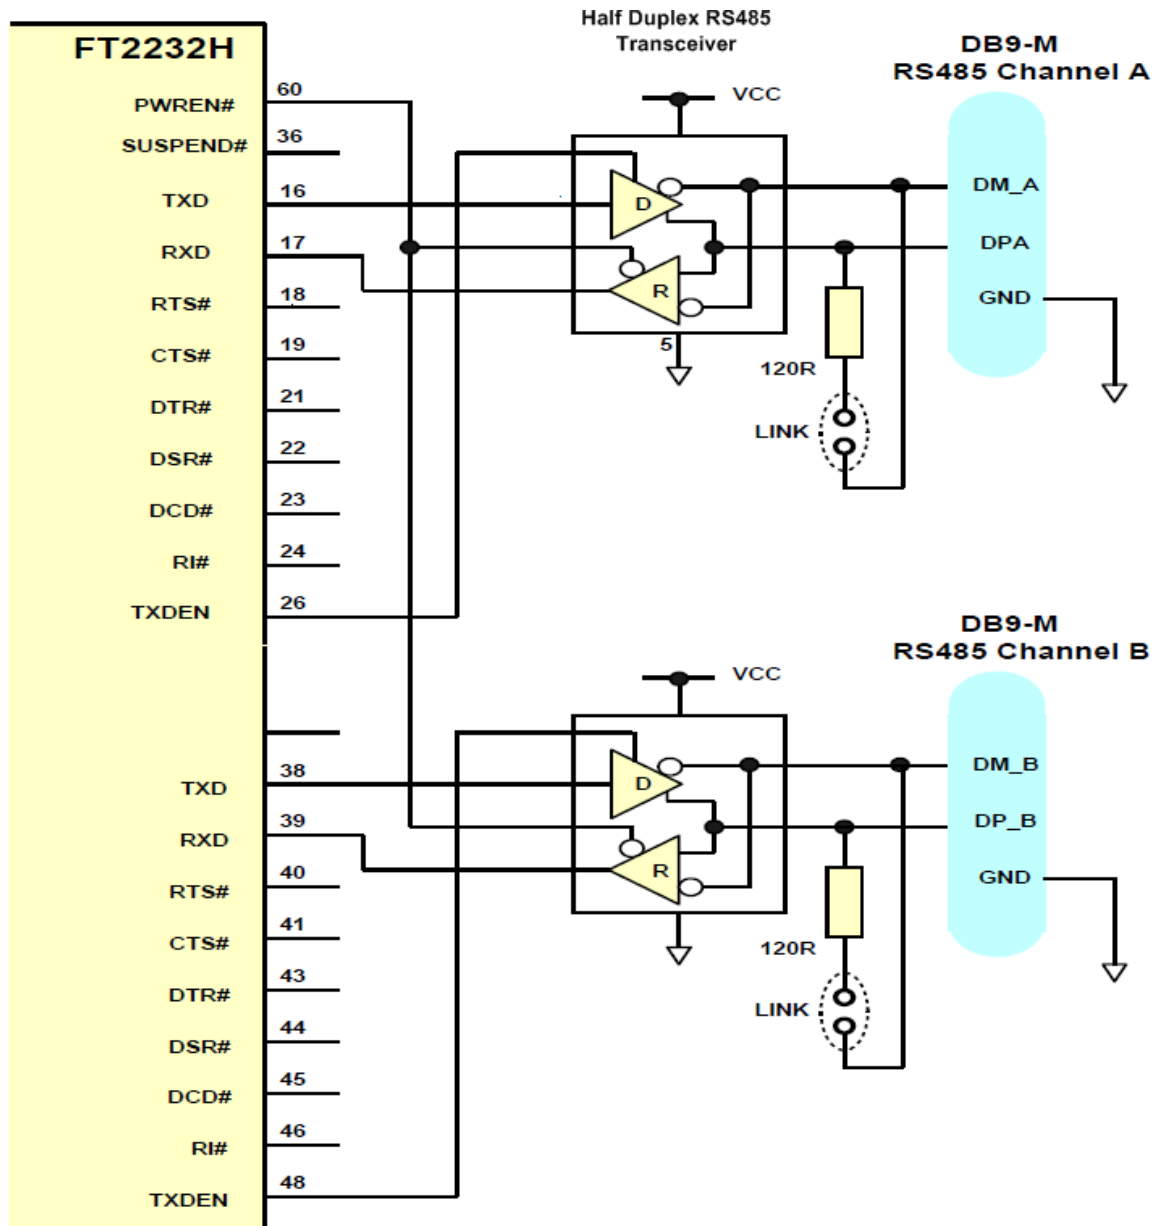 Half Duplex RS485
Transceiver
FT2232H
DB9-M
RS485 Channel A
PWREN#
60
VCC
SUSPEND#
36
TXD
16
D
DM_A
RXD
17
DPA
R
RTS#
18
GND
5
CTS#
19
120R
DTR#
21
LINK
DSR#
22
DCD#
23
RI#
24
TXDEN
26
DB9-M
RS485 Channel B
VCC
TXD
38
D
DM_B
RXD
39
DP_B
R
RTS#
40
GND
CTS#
41
120R
DTR#
43
LINK
DSR#
44
DCD#
45
RI#
46
TXDEN
48